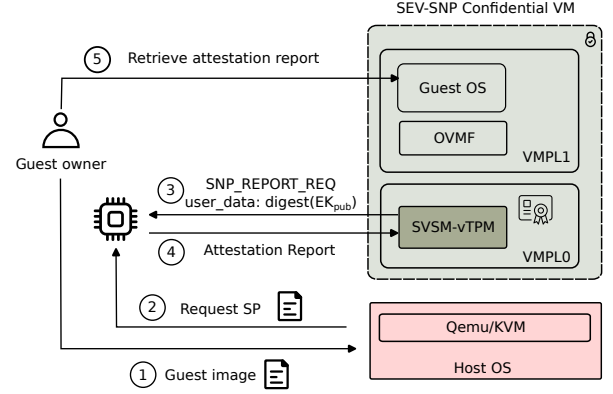 SEV-SNP Confidential VM
5 Retrieve attestation report
Guest OS
OVMF
VMPL1
Guest owner
3 SNP_REPORT_REQ
user_data: digest(EKpub)
SVSM-vTPM
VMPL0
4 Attestation Report
2 Request SP
Qemu/KVM
Host OS
1 Guest image